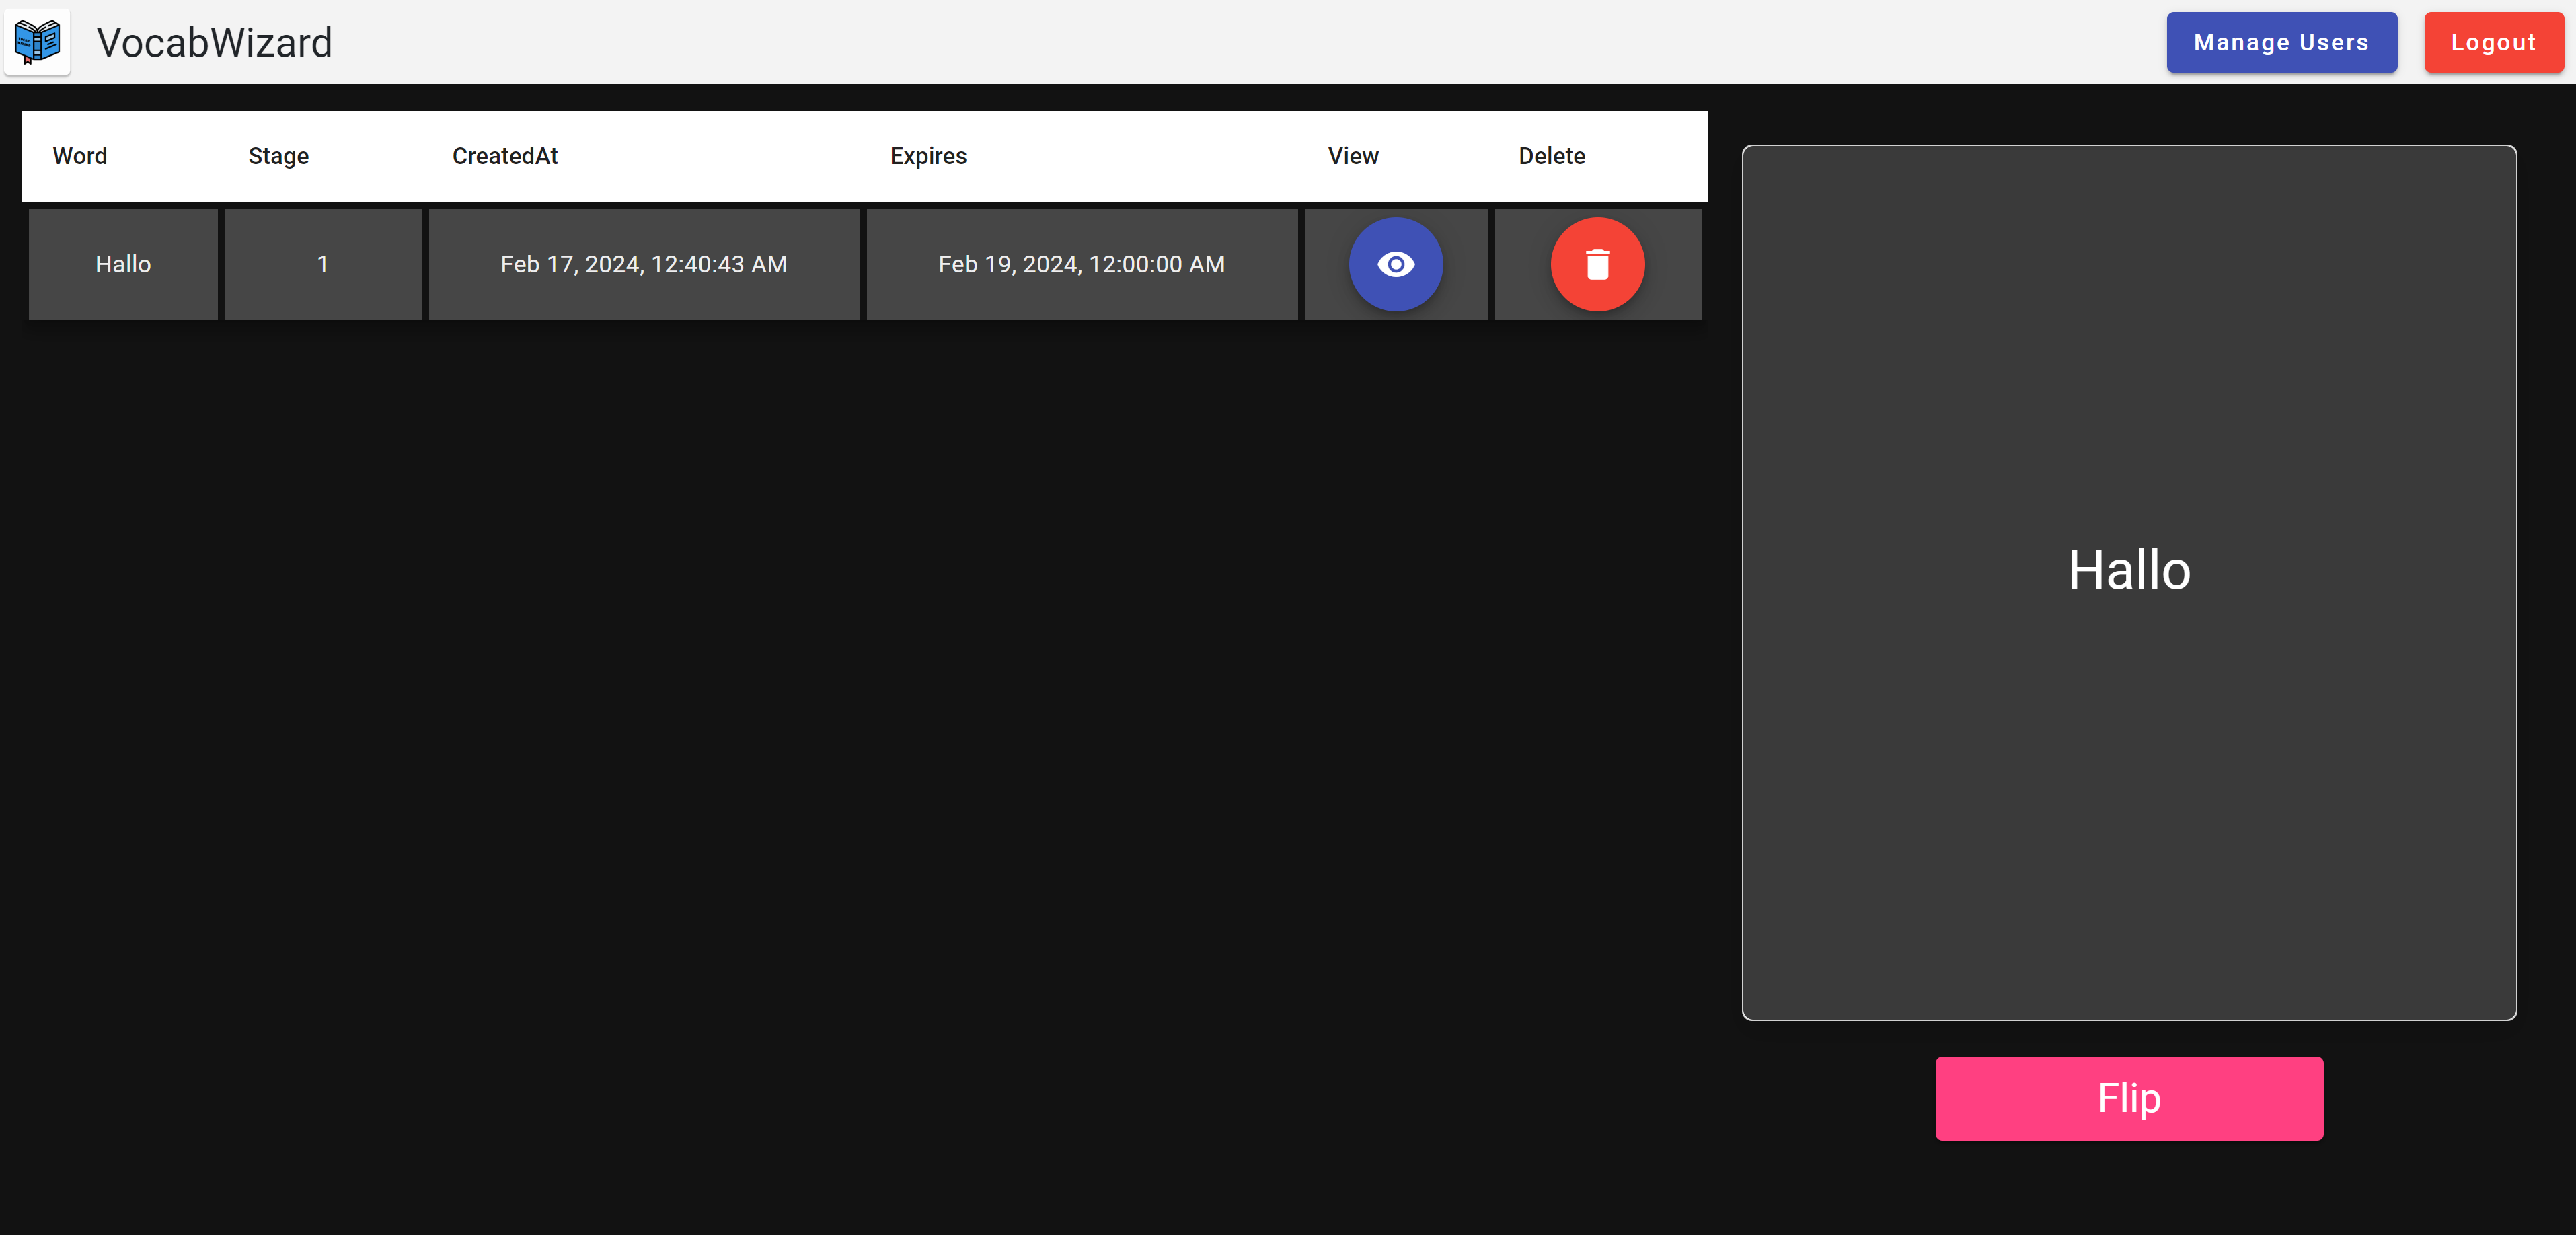 VocabWizard
Manage Users
Logout
Word Stage CreatedAt Expires View Delete
Hallo 1 Feb 17, 2024, 12:40:43 AM Feb 19, 2024, 12:00:00 AM
Hallo
Flip